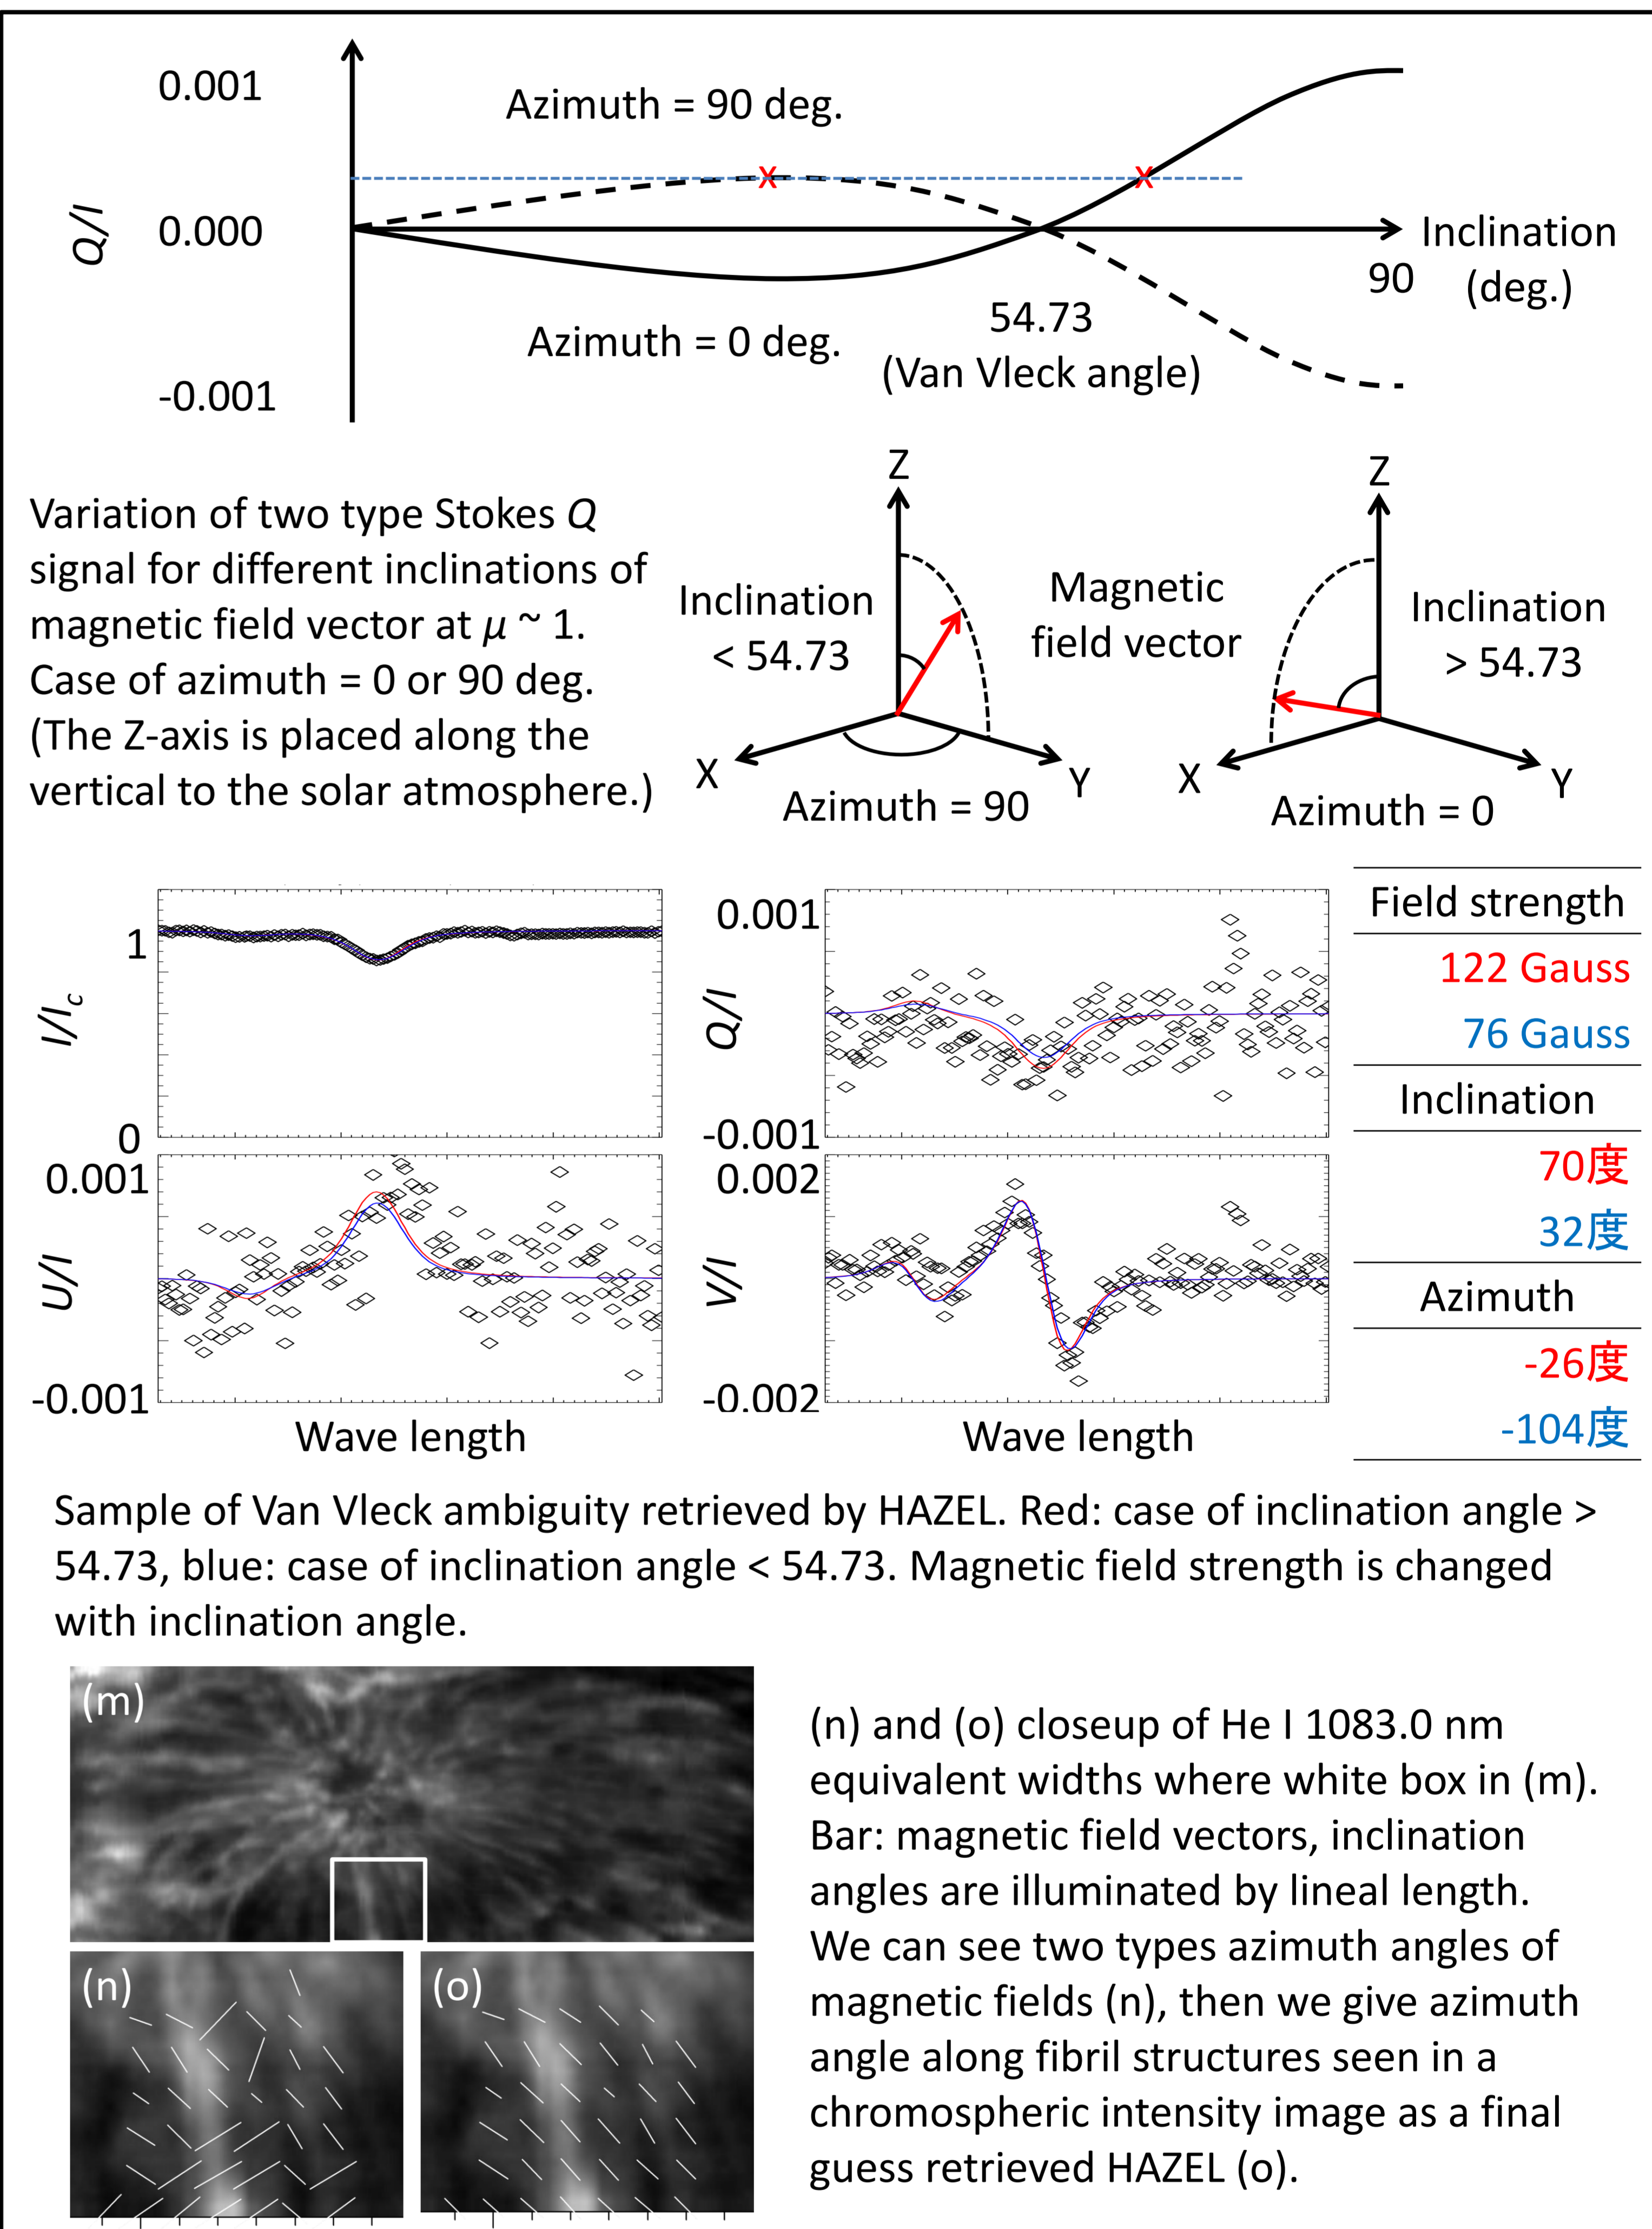 0.001
Azimuth = 90 deg.
X
X
Q/I
0.000
Inclination
(deg.)
90
54.73
(Van Vleck angle)
Azimuth = 0 deg.
-0.001
Variation of two type Stokes Q
signal for different inclinations of
magnetic field vector at μ ~ 1.
Case of azimuth = 0 or 90 deg.
(The Z-axis is placed along the
vertical to the solar atmosphere.)
Z
Inclination
< 54.73
X
Y
Azimuth = 90
Magnetic
field vector
Z
Inclination
> 54.73
X
Y
Azimuth = 0
1
I/Ic
0
0.001
Q/I
-0.001
0.001
U/I
-0.001
Wave length
0.002
V/I
-0.002
Wave length
Field strength
122 Gauss
76 Gauss
Inclination
70度
32度
Azimuth
-26度
-104度
Sample of Van Vleck ambiguity retrieved by HAZEL. Red: case of inclination angle >
54.73, blue: case of inclination angle < 54.73. Magnetic field strength is changed
with inclination angle.
(m)
(n)
(o)
(n) and (o) closeup of He I 1083.0 nm
equivalent widths where white box in (m).
Bar: magnetic field vectors, inclination
angles are illuminated by lineal length.
We can see two types azimuth angles of
magnetic fields (n), then we give azimuth
angle along fibril structures seen in a
chromospheric intensity image as a final
guess retrieved HAZEL (o).